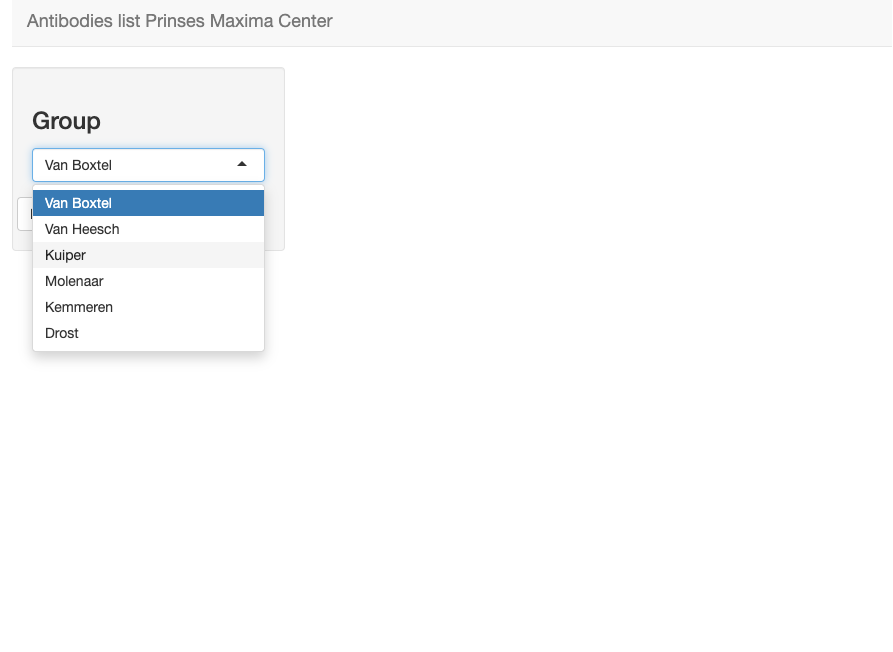 Antibodies list Prinses Maxima Center
Group
Van Boxtel
Van Boxtel
Van Heesch
Kuiper
Molenaar
Kemmeren
Drost